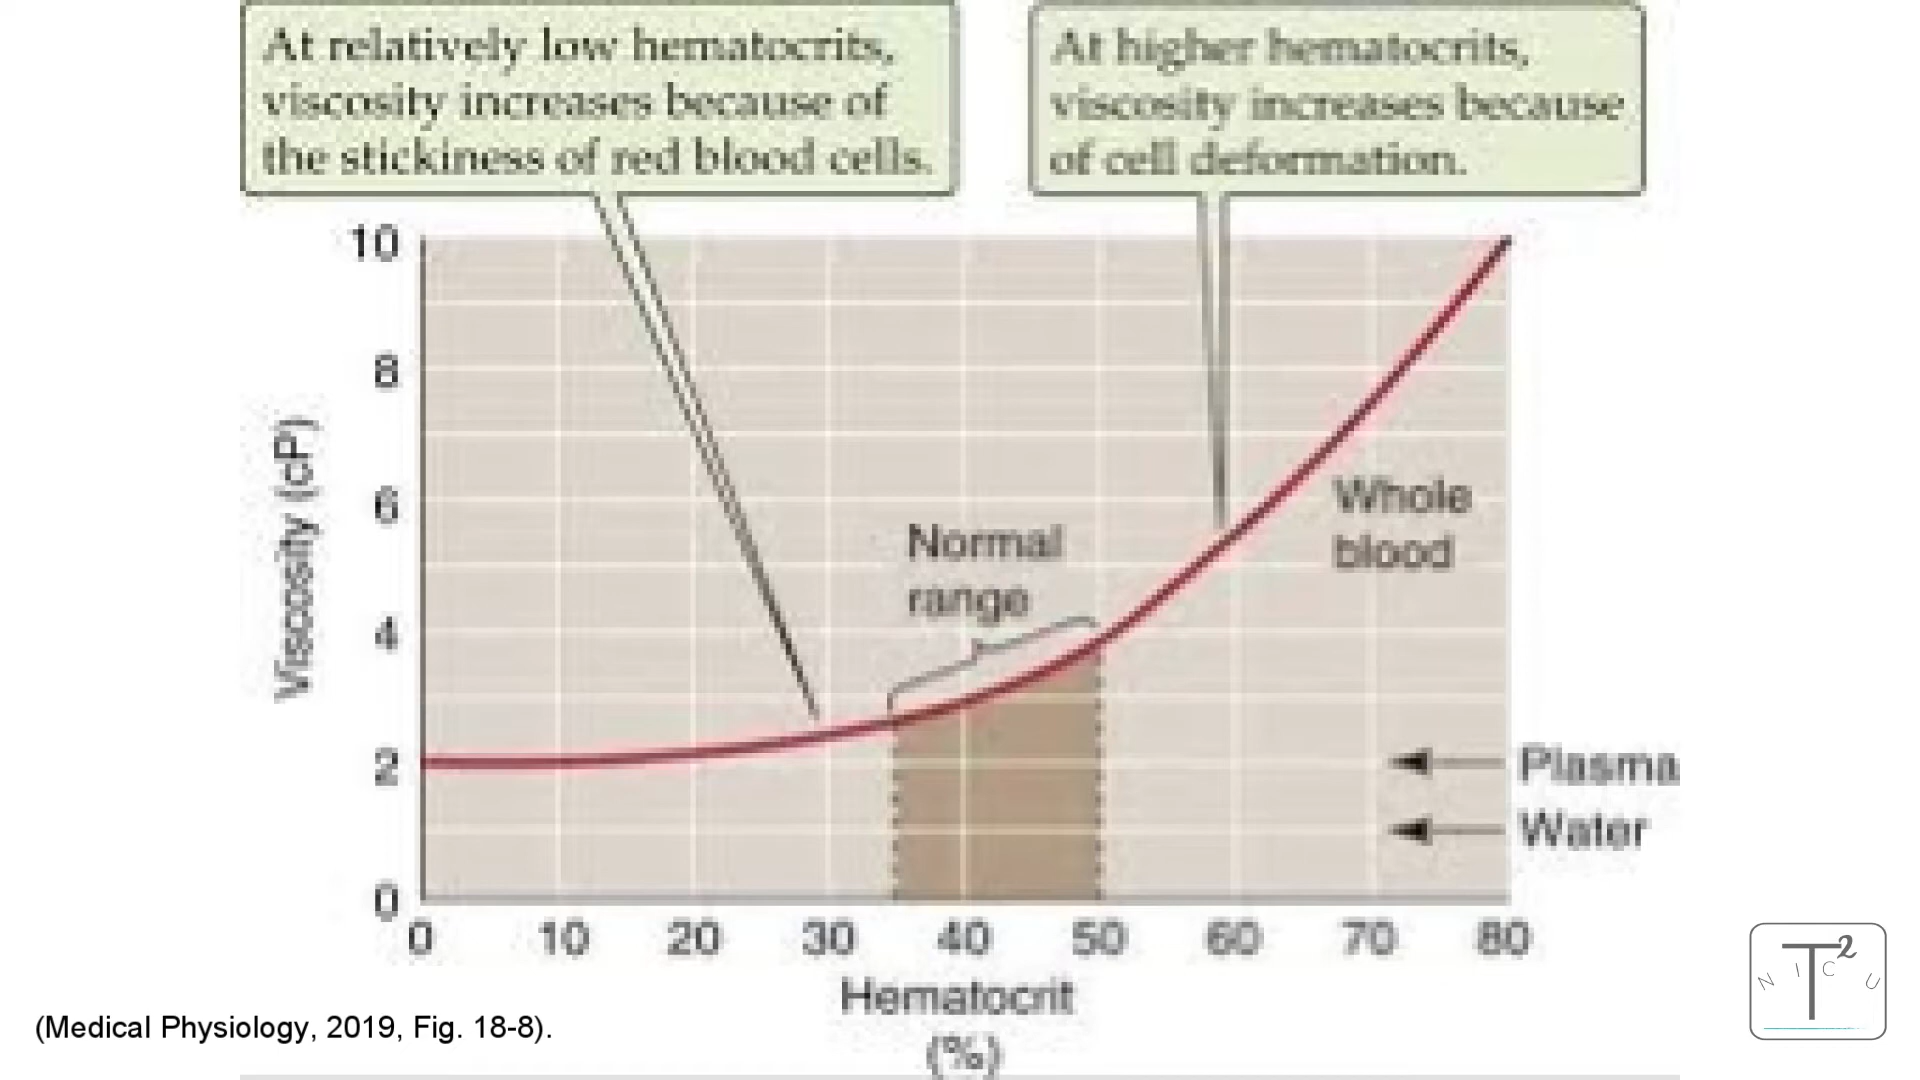 At relatively low hematocrits,
viscosity increases because of
the stickiness of red blood cells.
At higher hematocrits,
viscosity increases because
of cell deformation.
10
8
6
4
2
0
Viscosity (cP)
Normal
range
Whole
blood
Plasma
Water
0 10 20 30 40 50 60 70 80
Hematocrit
(%)
(Medical Physiology, 2019, Fig. 18-8).
T2
N I C U